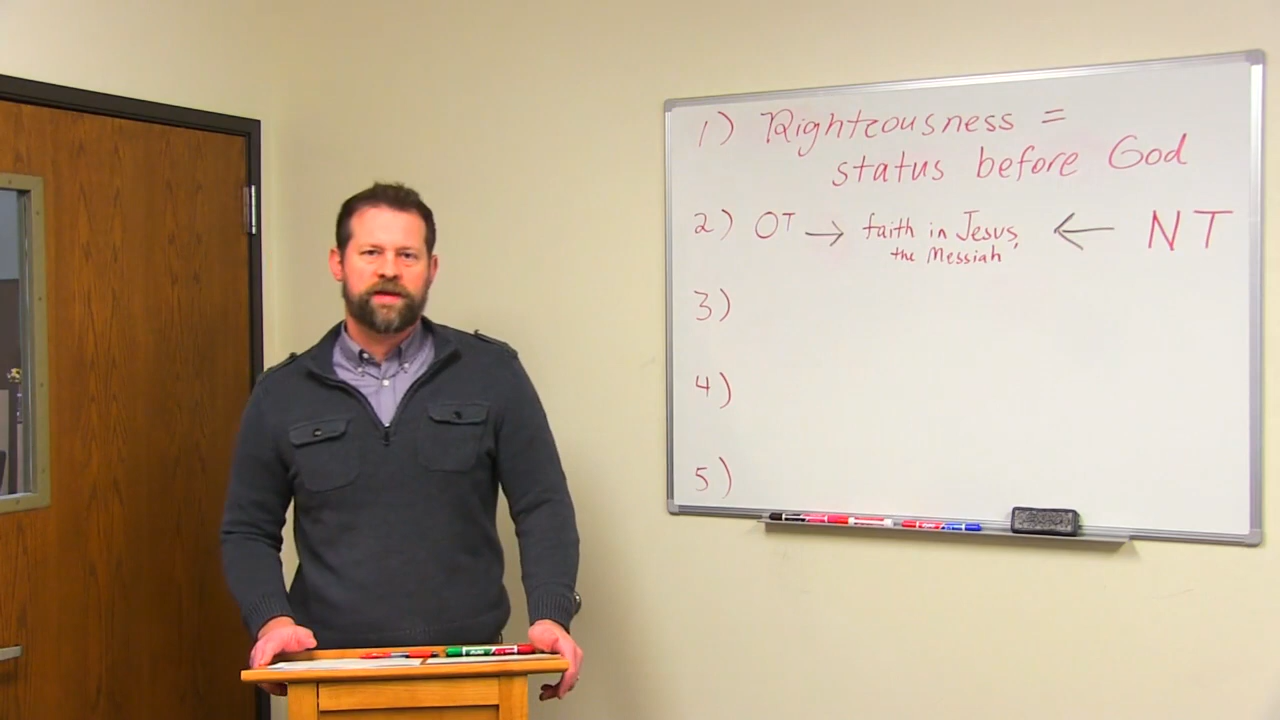 1) Righteousness =
status before God
2) OT → faith in Jesus, ← NT
the Messiah
3)
4)
5)